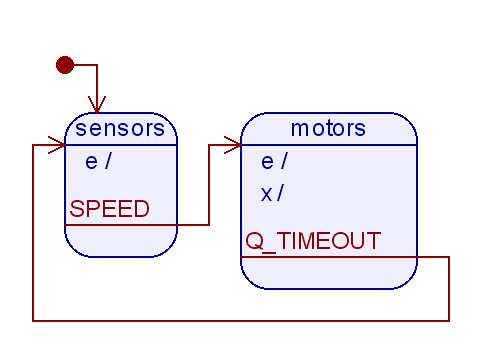 sensors
e /
SPEED
motors
e /
x /
Q_TIMEOUT